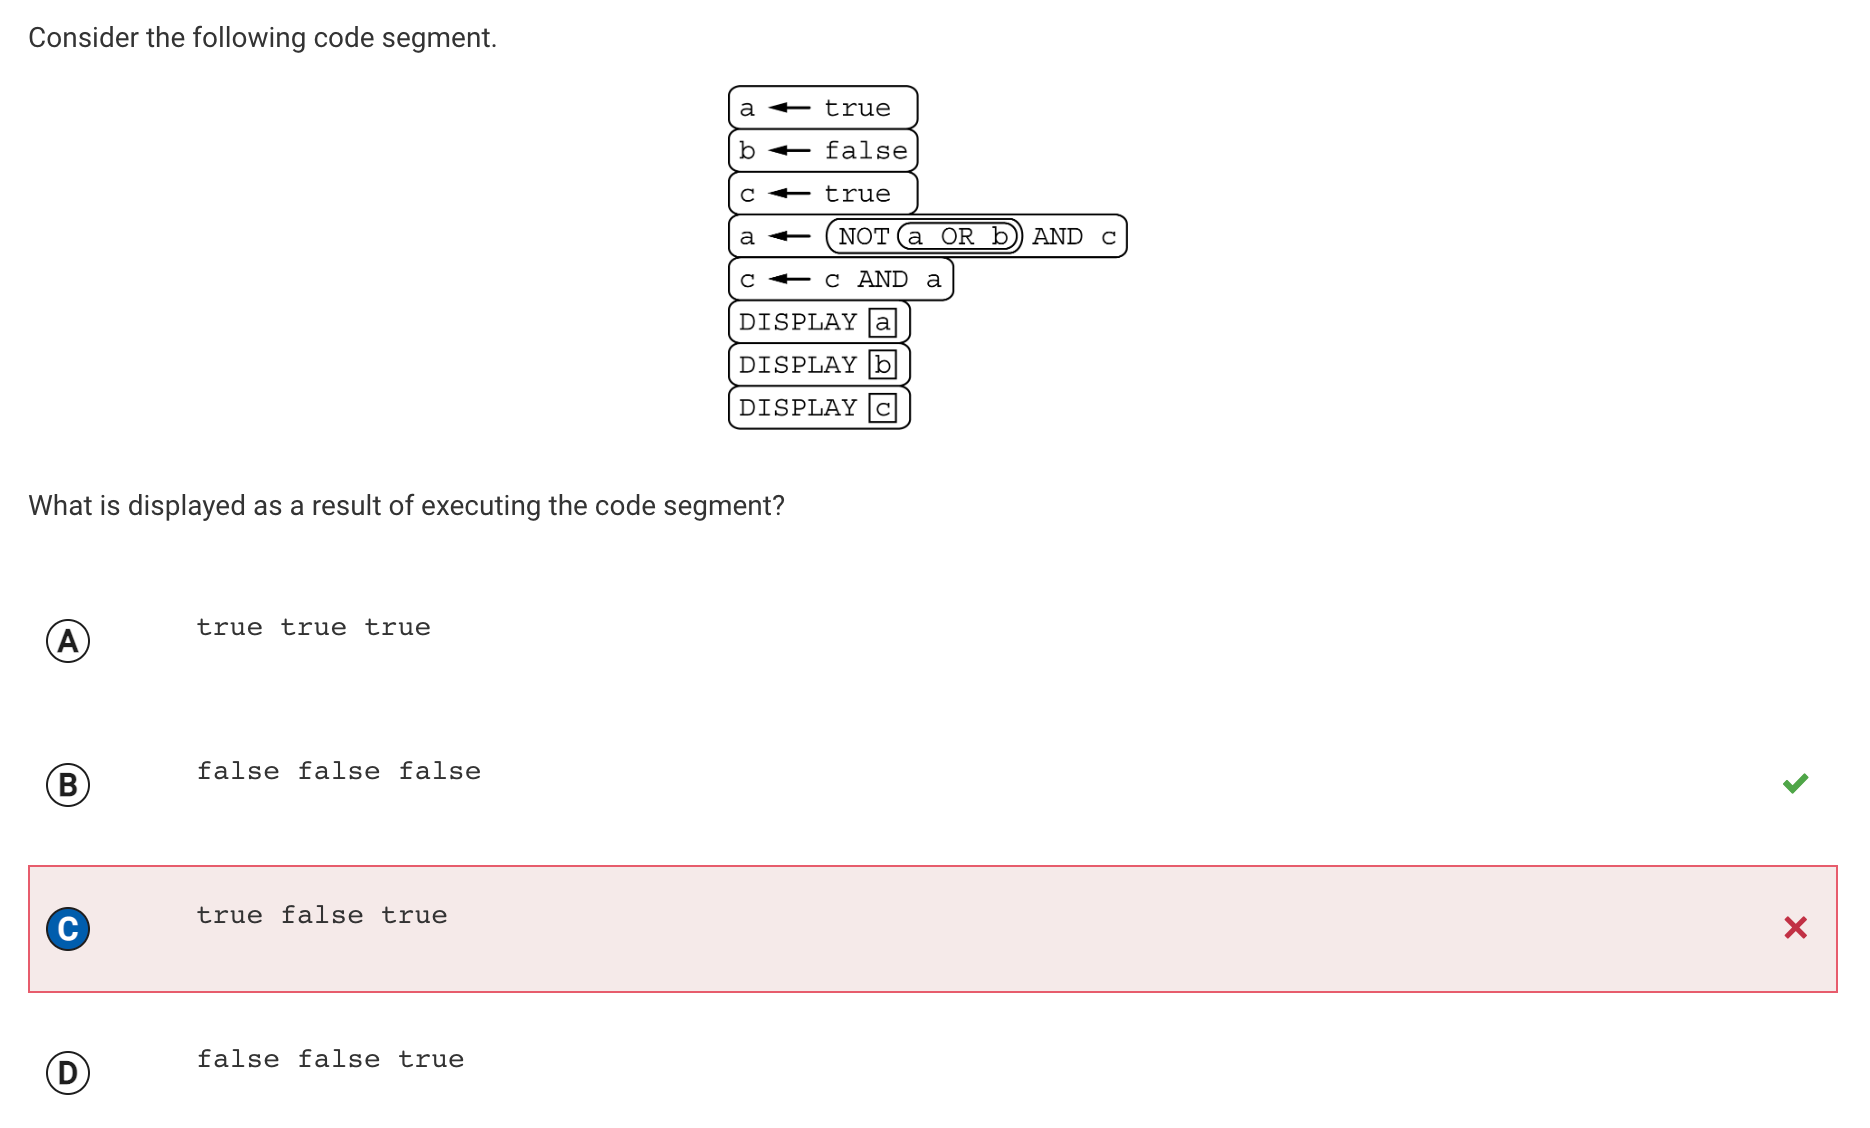 Consider the following code segment.
a ← true
b ← false
c ← true
a ← NOT a OR b AND c
c ← c AND a
DISPLAY a
DISPLAY b
DISPLAY c
What is displayed as a result of executing the code segment?
A true true true
B false false false
C true false true
D false false true